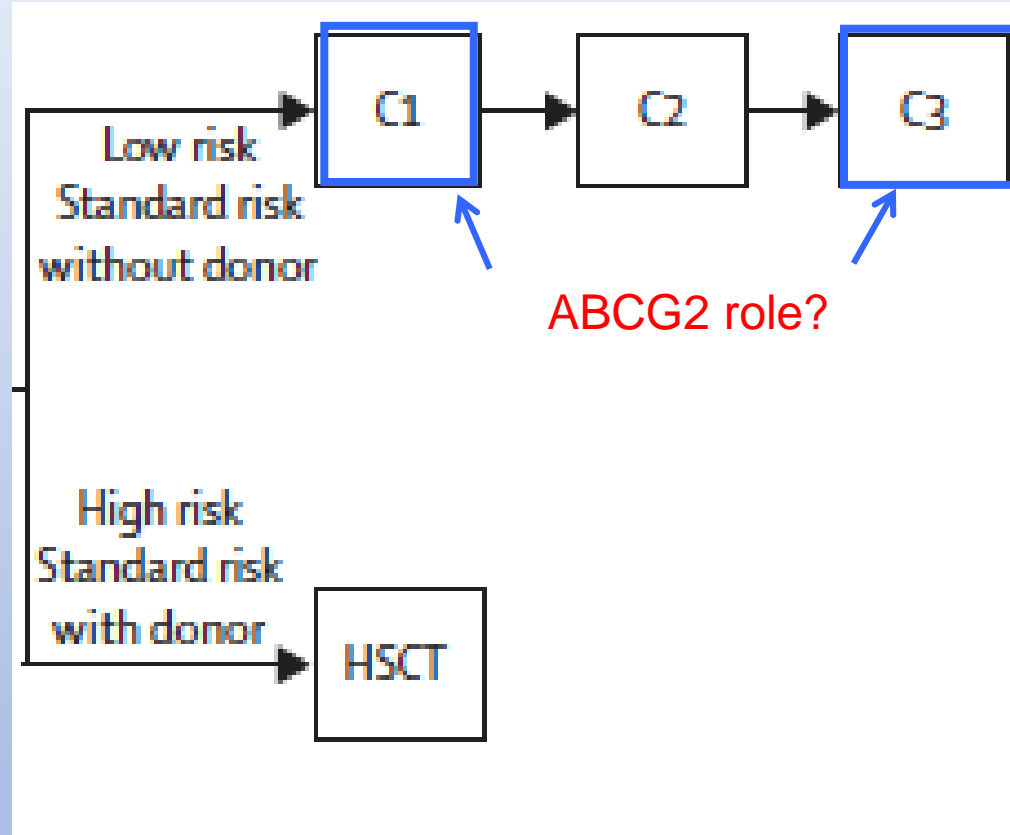 C1
C2
C3
Low risk
Standard risk
without donor
ABCG2 role?
High risk
Standard risk
with donor
HSCT